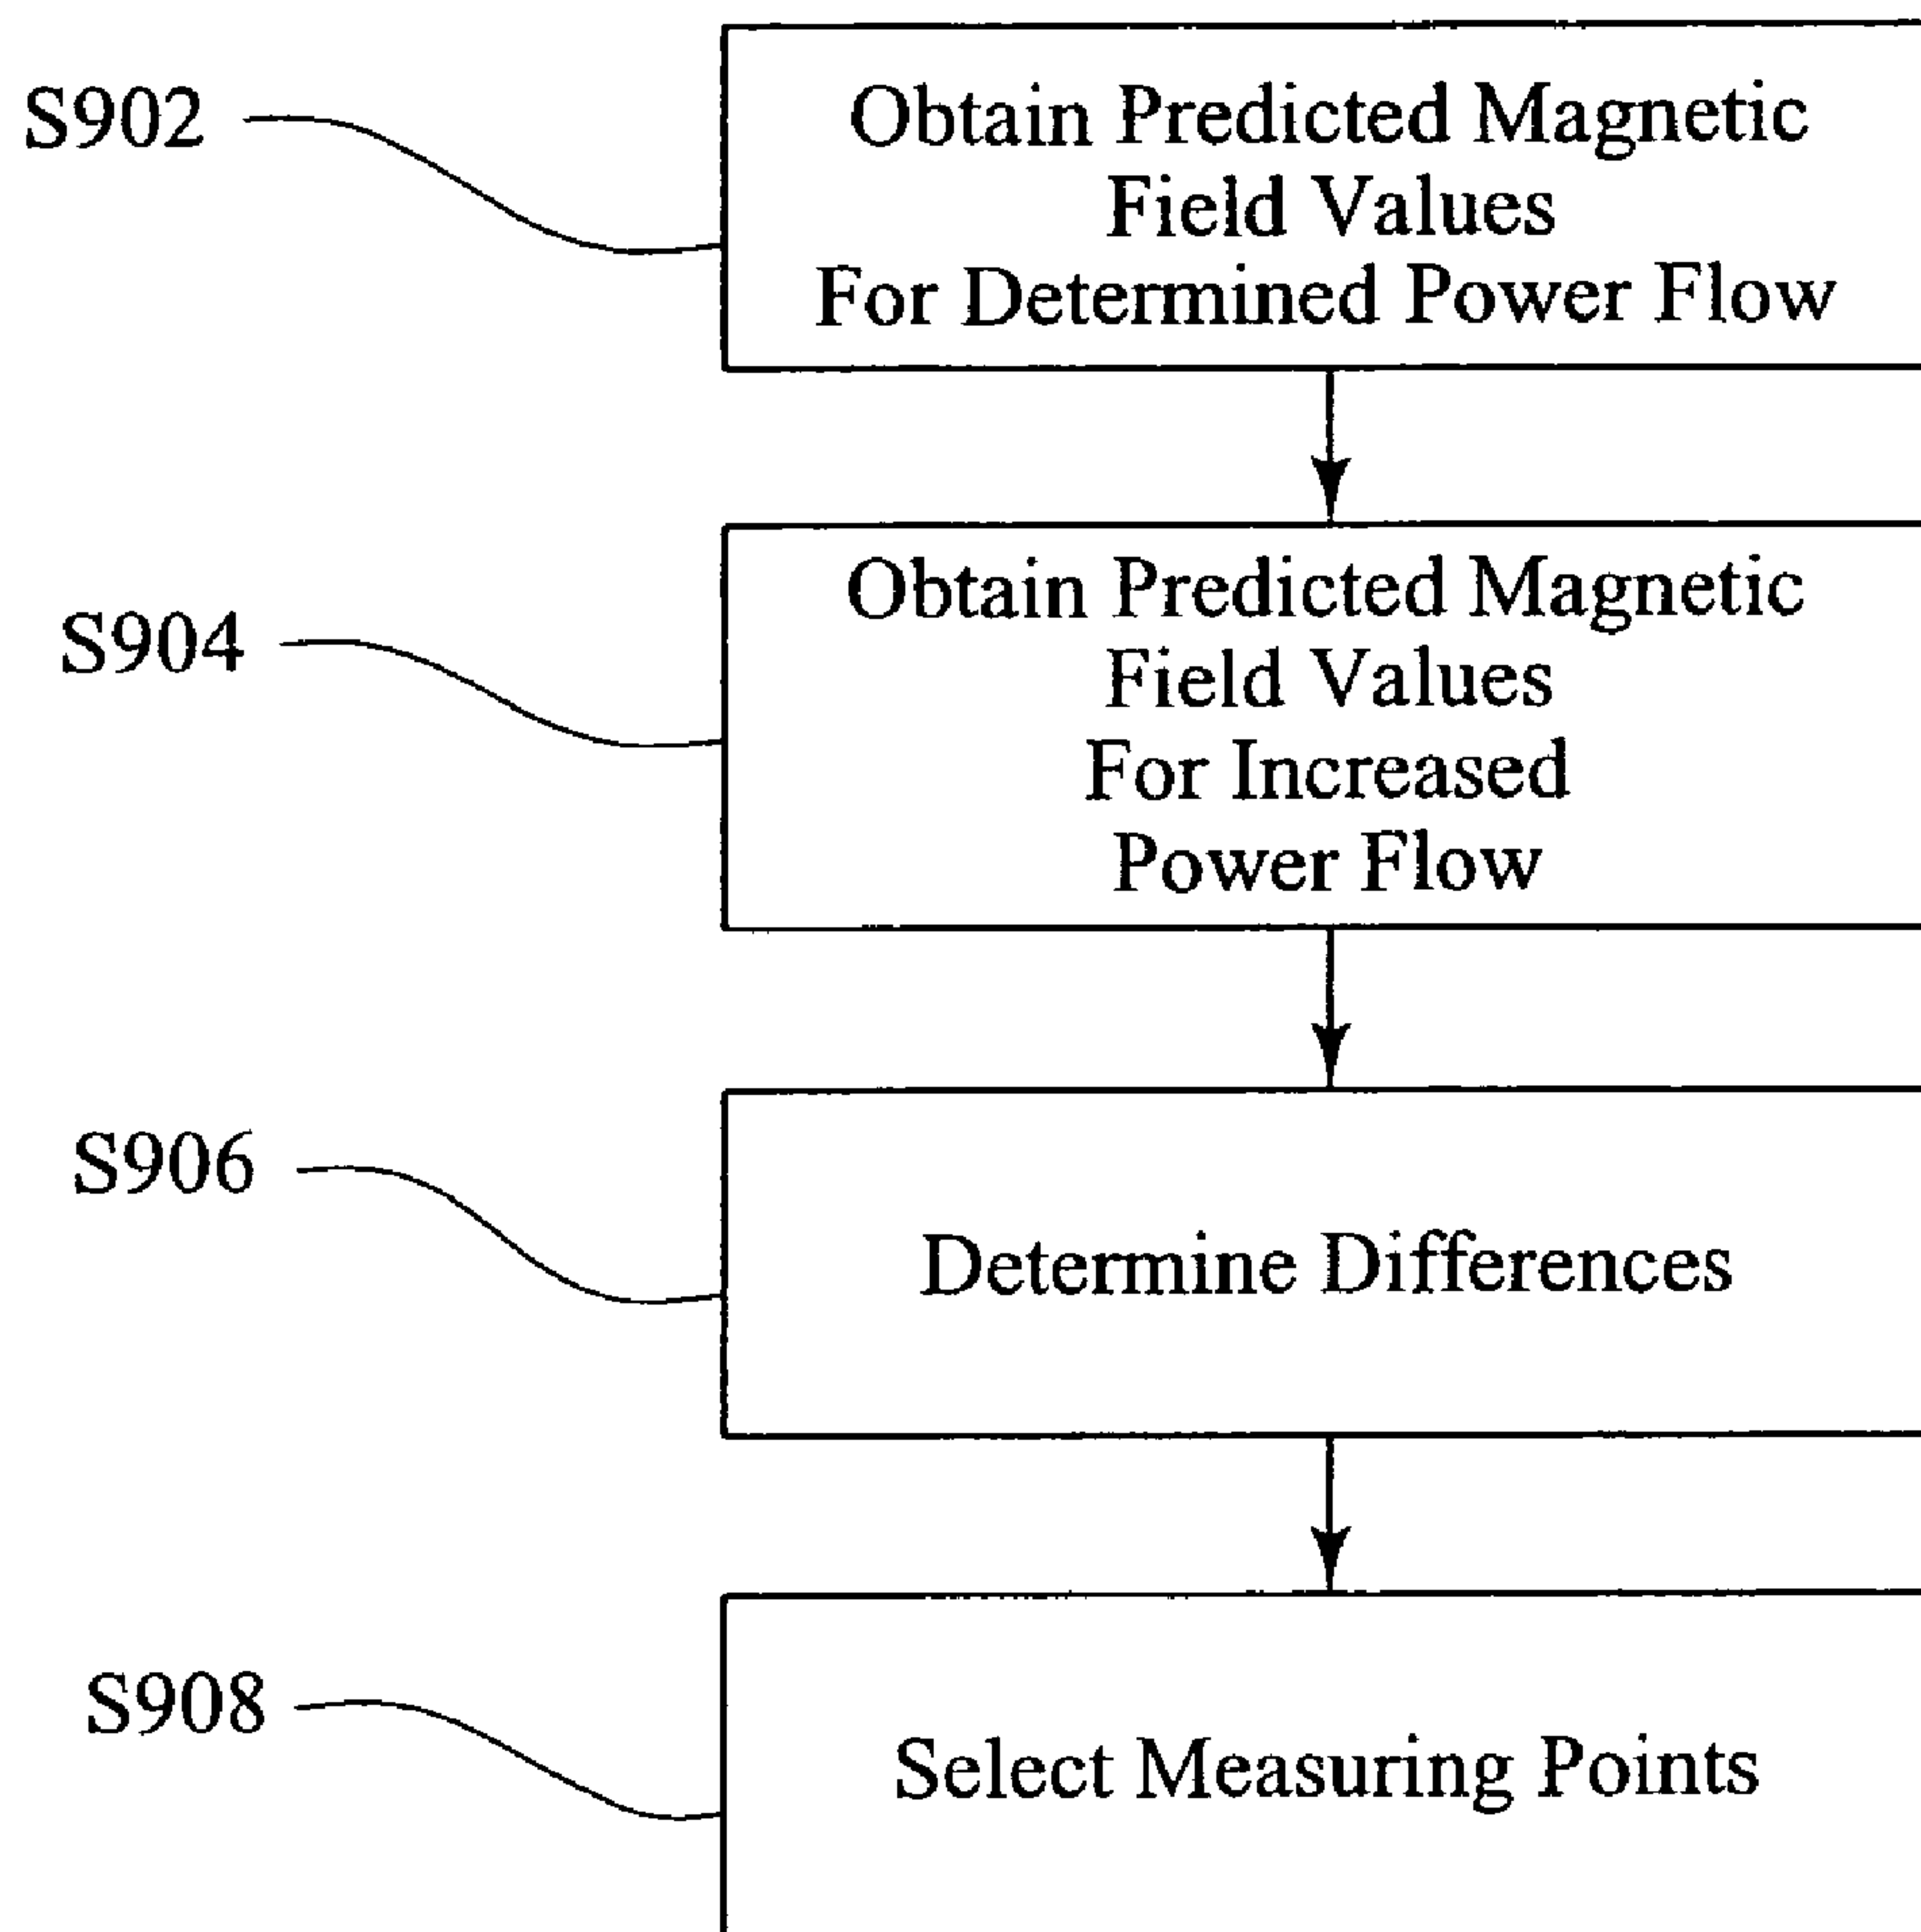 S902
Obtain Predicted Magnetic
Field Values
For Determined Power Flow
S904
Obtain Predicted Magnetic
Field Values
For Increased
Power Flow
S906
Determine Differences
S908
Select Measuring Points